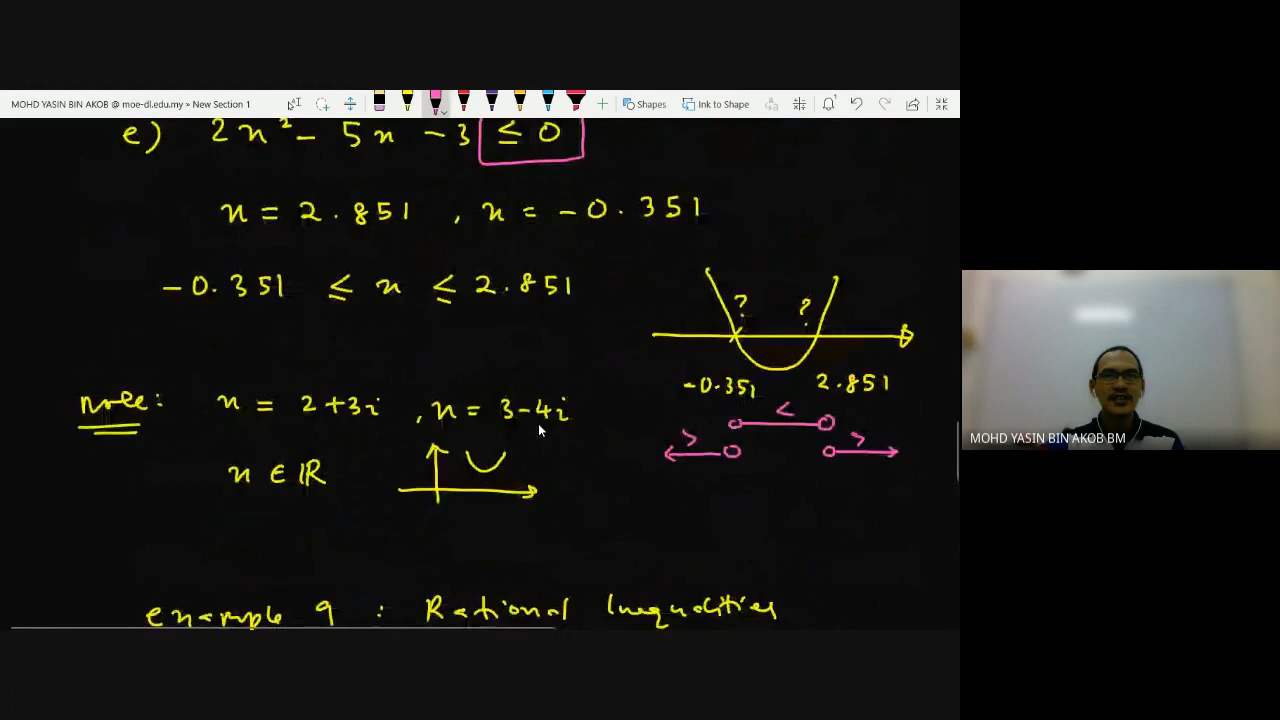 MOHD YASIN BIN AKOB @ moe-dl.edu.my » New Section 1
Shapes
Ink to Shape
e) 2x² - 5x - 3 ≤ 0
x = 2.851 , x = -0.351
-0.351 ≤ x ≤ 2.851
? ?
-0.351 2.851
<
> >
Note: x = 2+3i , x = 3-4i
x ∈ ℝ
example 9 : Rational Inequalities
MOHD YASIN BIN AKOB BM